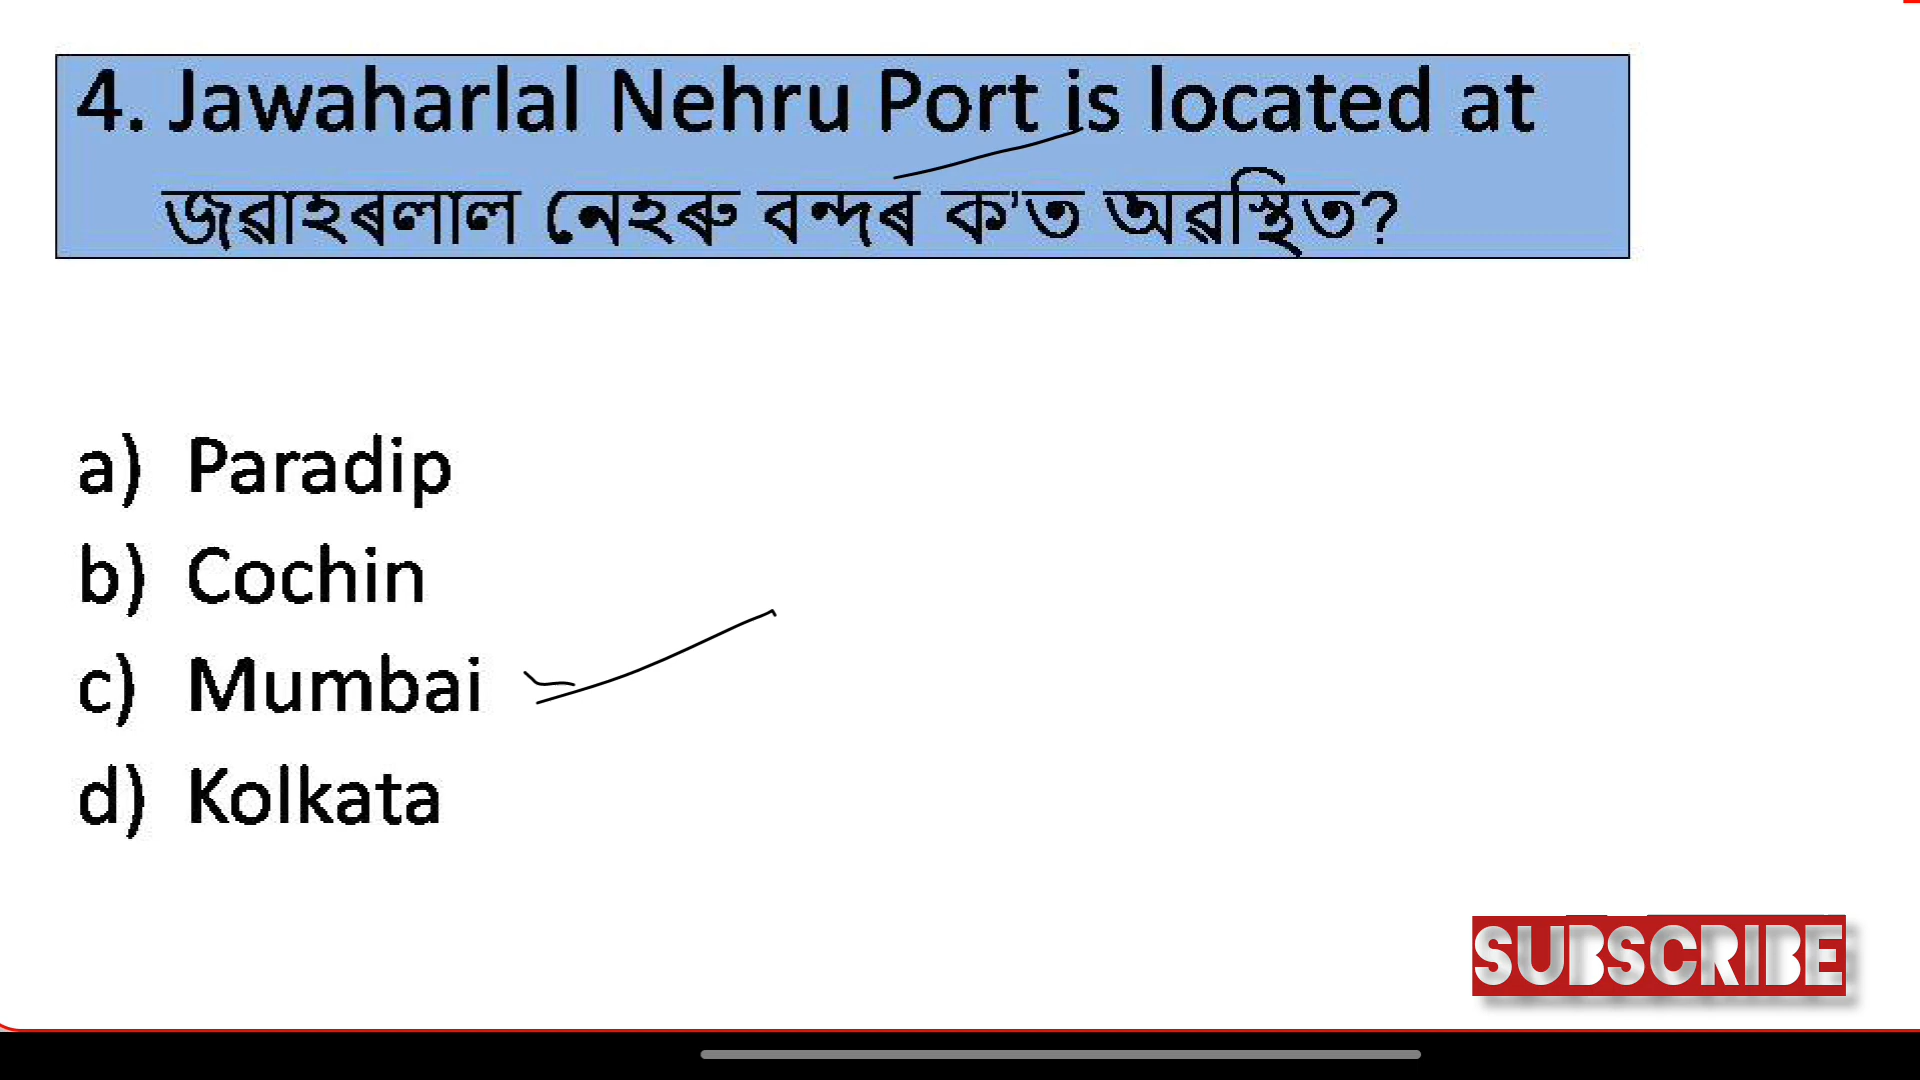 4. Jawaharlal Nehru Port is located at
জৱাহৰলাল নেহৰু বন্দৰ ক'ত অৱস্থিত?
a) Paradip
b) Cochin
c) Mumbai
d) Kolkata
SUBSCRIBE